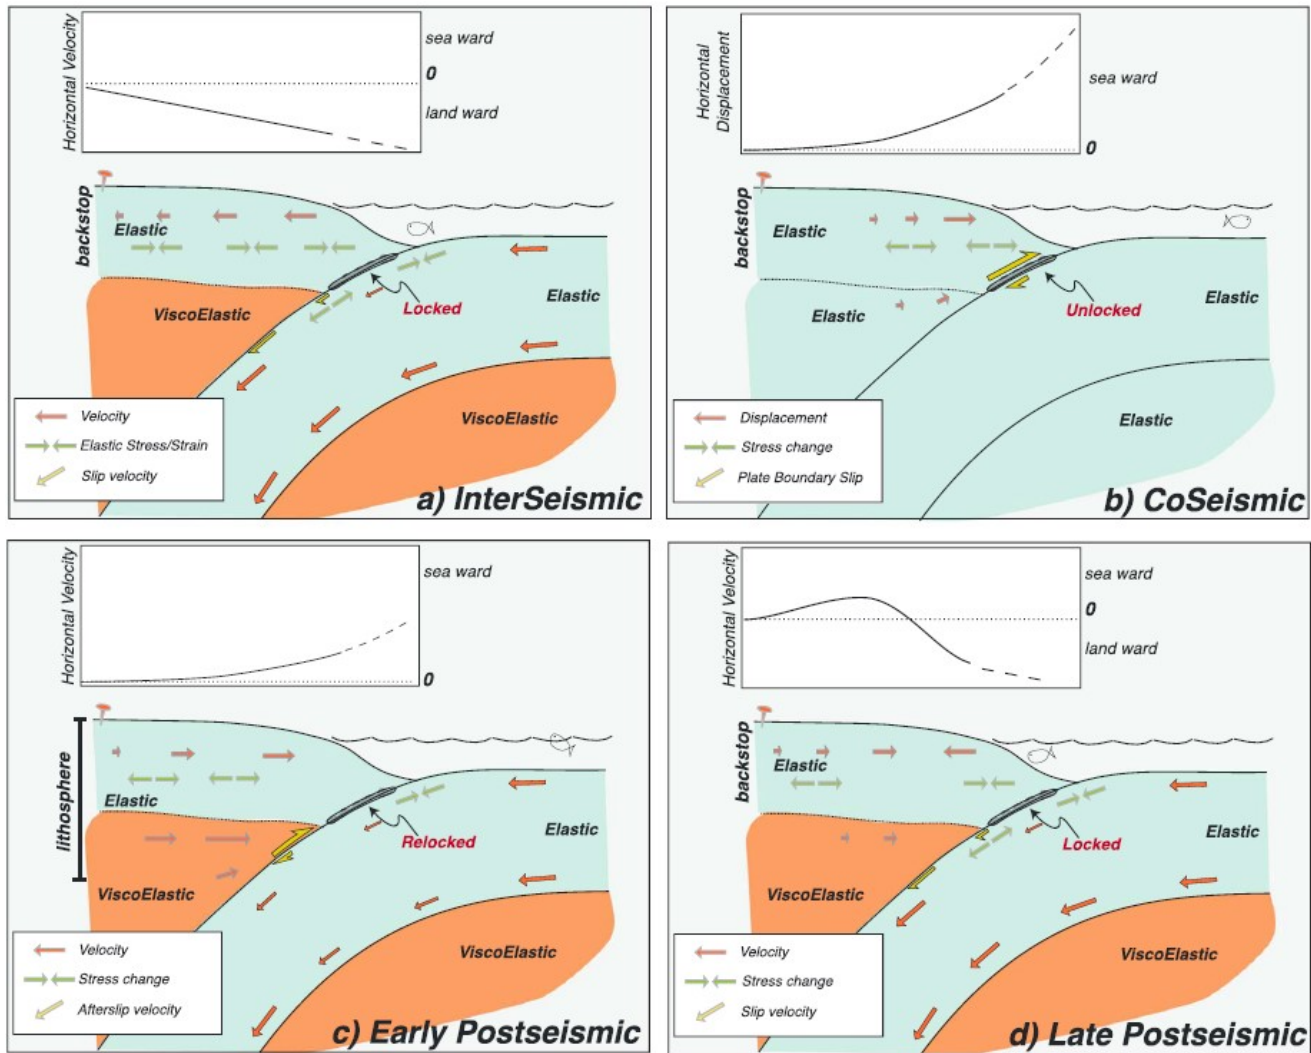 Horizontal Velocity
sea ward
0
land ward
backstop
Elastic
ViscoElastic
Locked
Elastic
ViscoElastic
Velocity
Elastic Stress/Strain
Slip velocity
a) InterSeismic
Horizontal
Displacement
sea ward
0
backstop
Elastic
Elastic
Unlocked
Elastic
Elastic
Displacement
Stress change
Plate Boundary Slip
b) CoSeismic
Horizontal Velocity
sea ward
0
lithosphere
Elastic
ViscoElastic
Relocked
Elastic
ViscoElastic
Velocity
Stress change
Afterslip velocity
c) Early Postseismic
Horizontal Velocity
sea ward
0
land ward
backstop
Elastic
ViscoElastic
Locked
Elastic
ViscoElastic
Velocity
Stress change
Slip velocity
d) Late Postseismic